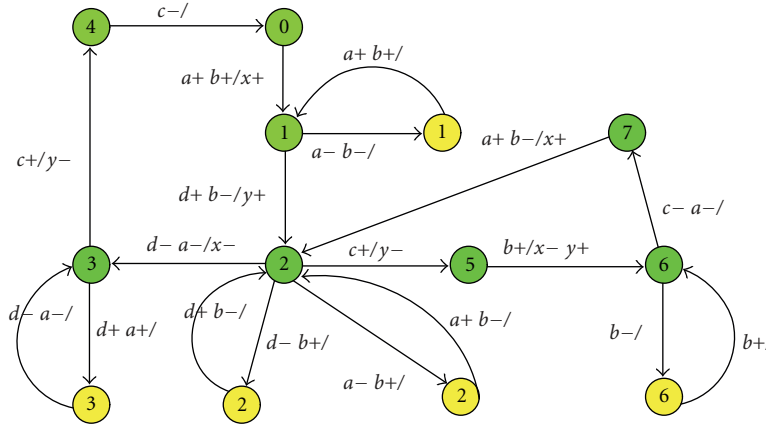 c−/
4
0
a+ b+/x+
a+ b+/
1
1
a− b−/
a+ b−/x+
7
c+/y−
d+ b−/y+
c− a−/
d− a−/x−
c+/y−
b+/x− y+
3
2
5
6
d− a−/
d+ a+/
d+ b−/
d− b+/
a+ b−/
b−/
b+/
a− b+/
3
2
2
6